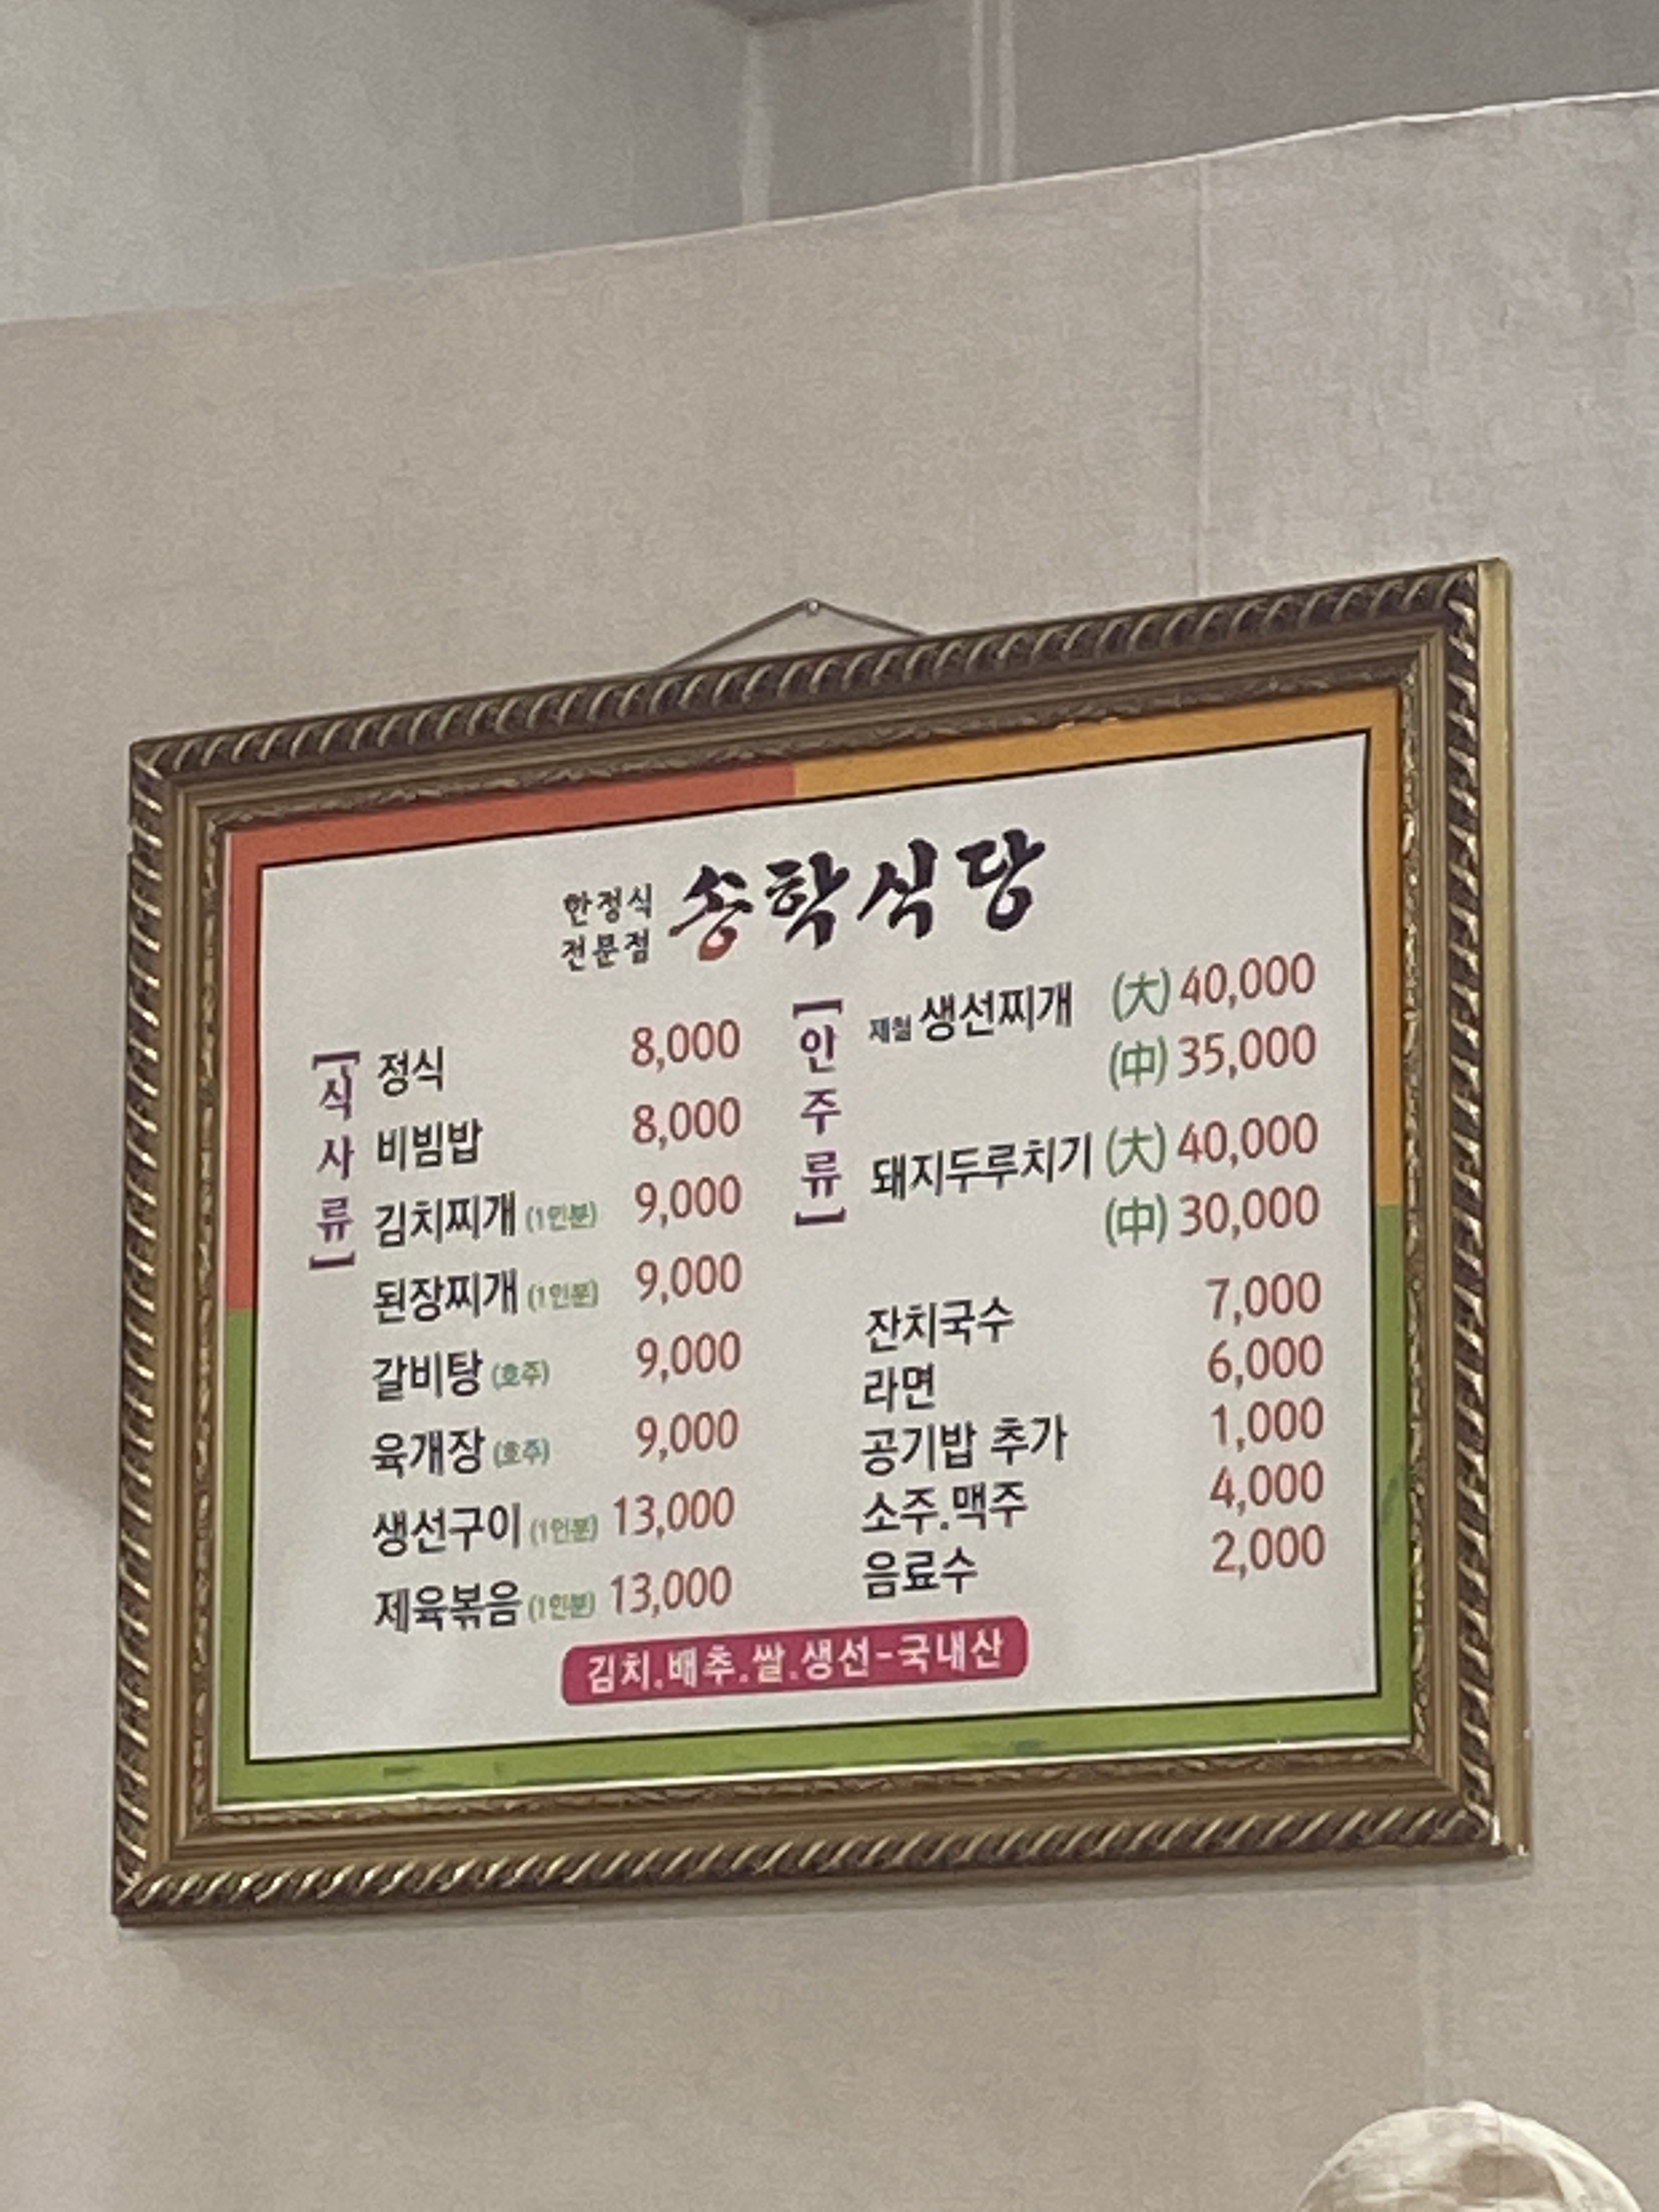 한정식
전문점
송학식당
[식사류]
정식 8,000
비빔밥 8,000
김치찌개 (1인분) 9,000
된장찌개 (1인분) 9,000
갈비탕 (호주) 9,000
육개장 (호주) 9,000
생선구이 (1인분) 13,000
제육볶음 (1인분) 13,000
[안주류]
제철 생선찌개 (大) 40,000
(中) 35,000
돼지두루치기 (大) 40,000
(中) 30,000
잔치국수 7,000
라면 6,000
공기밥 추가 1,000
소주.맥주 4,000
음료수 2,000
김치.배추.쌀.생선-국내산